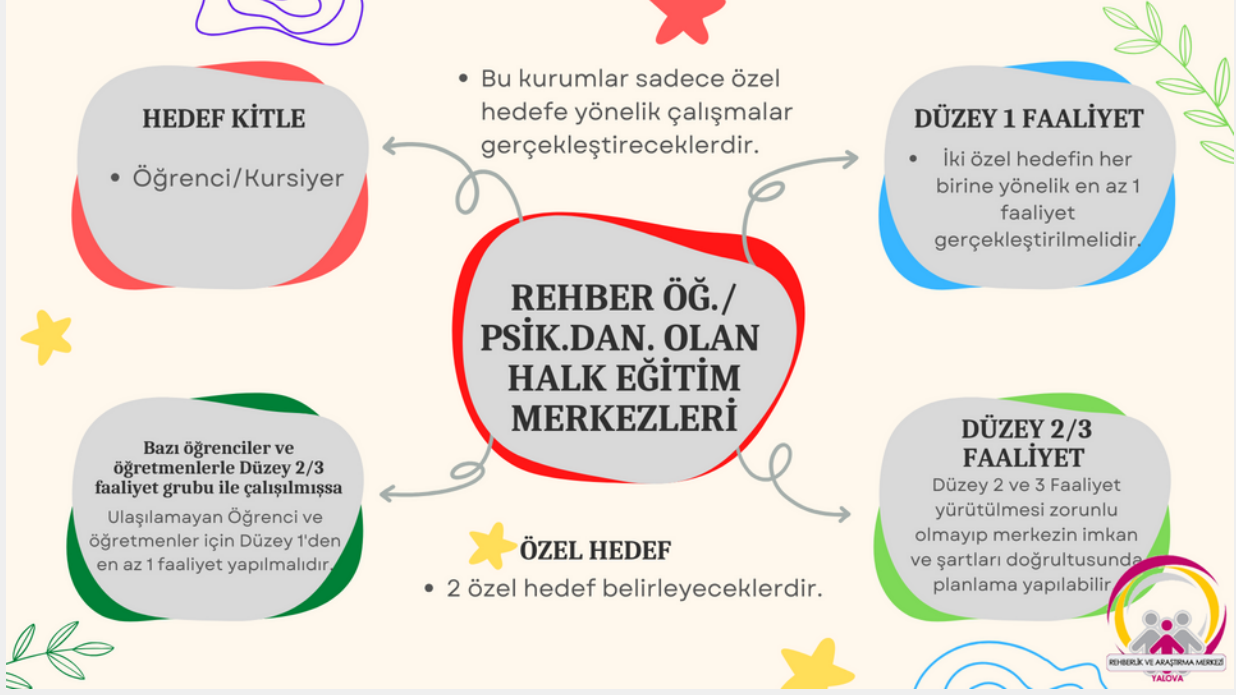 HEDEF KİTLE
• Öğrenci/Kursiyer
• Bu kurumlar sadece özel
hedefe yönelik çalışmalar
gerçekleştireceklerdir.
DÜZEY 1 FAALİYET
• İki özel hedefin her
birine yönelik en az 1
faaliyet
gerçekleştirilmelidir.
REHBER ÖĞ./
PSİK.DAN. OLAN
HALK EĞİTİM
MERKEZLERİ
Bazı öğrenciler ve
öğretmenlerle Düzey 2/3
faaliyet grubu ile çalışılmışsa
Ulaşılamayan Öğrenci ve
öğretmenler için Düzey 1'den
en az 1 faaliyet yapılmalıdır.
ÖZEL HEDEF
• 2 özel hedef belirleyeceklerdir.
DÜZEY 2/3
FAALİYET
Düzey 2 ve 3 Faaliyet
yürütülmesi zorunlu
olmayıp merkezin imkan
ve şartları doğrultusunda
planlama yapılabilir
REHBERLİK VE ARAŞTIRMA MERKEZİ
YALOVA